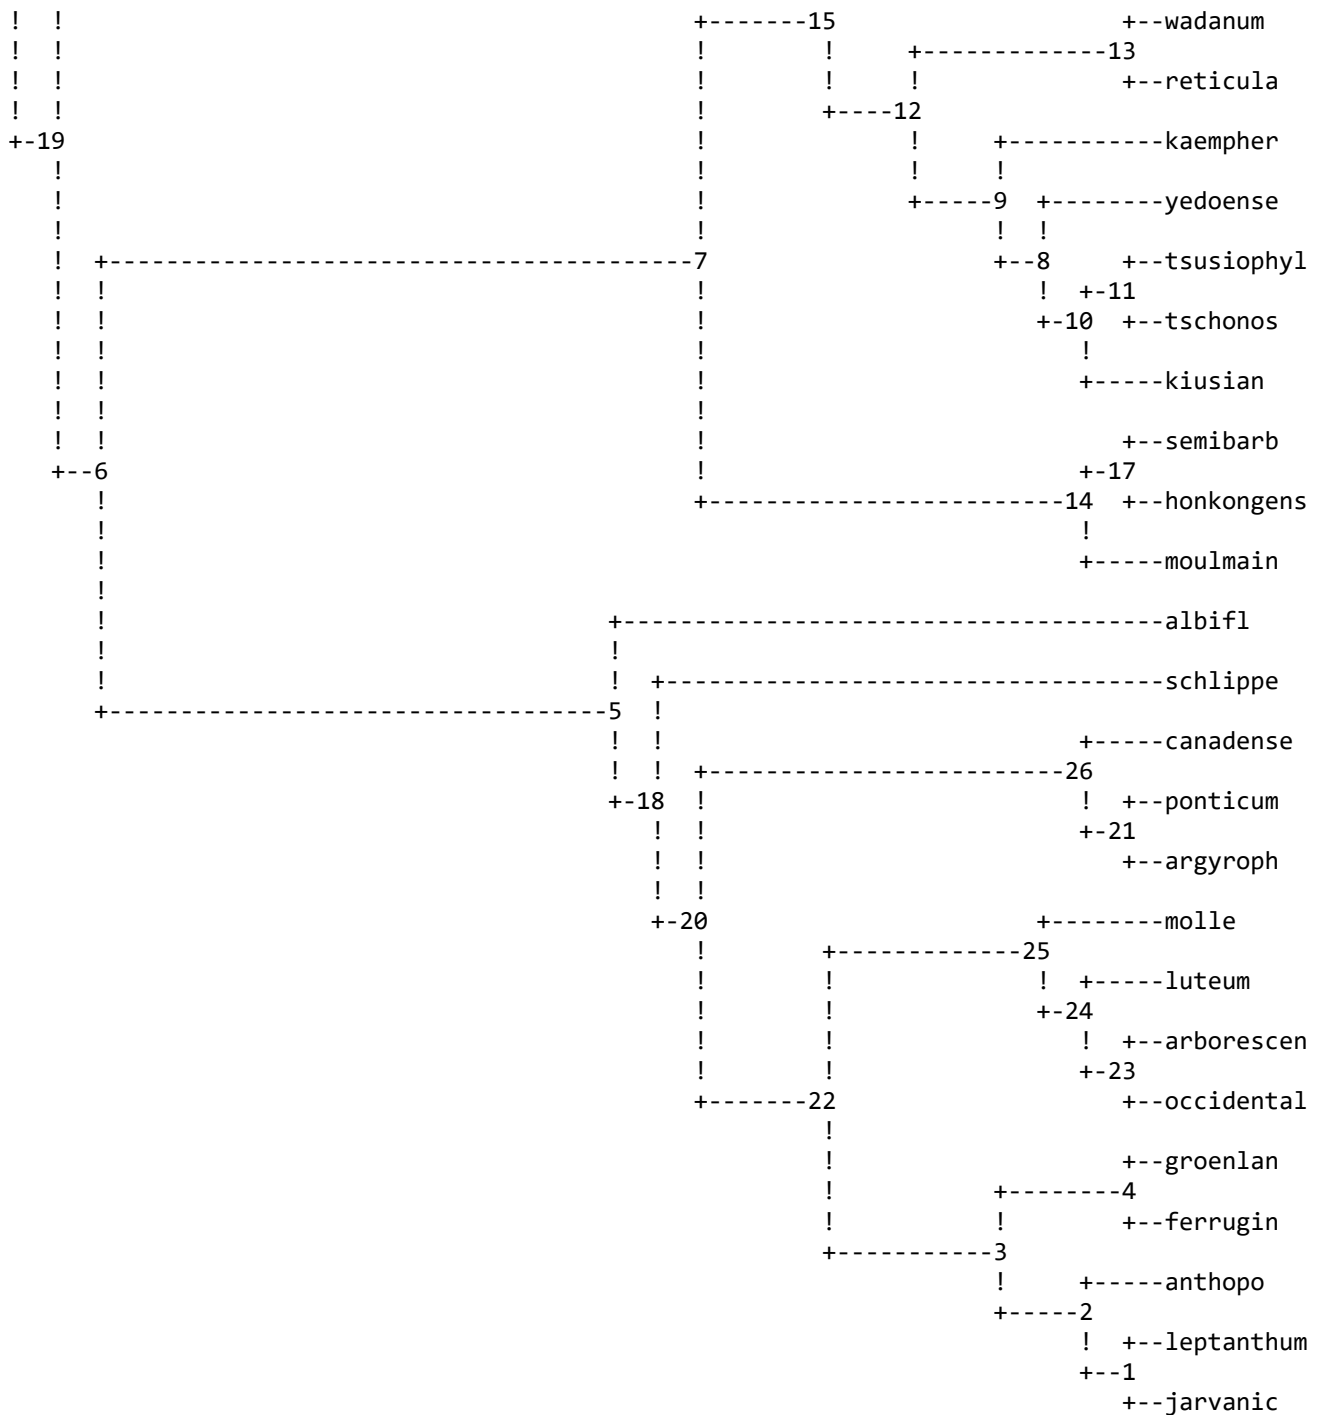 ! ! +-------15 +--wadanum
! ! ! ! +-------------13
! ! ! ! ! +--reticula
! ! ! +----12
+-19 ! ! +-----------kaempher
! ! ! !
! ! +-----9 +--------yedoense
! ! ! !
! +-----------------------------------------7 +--8 +--tsusiophyl
! ! ! ! +-11
! ! ! +-10 +--tschonos
! ! ! !
! ! ! +-----kiusian
! ! !
! ! ! +--semibarb
+--6 ! +-17
! +-------------------------14 +--honkongens
! !
! +-----moulmain
!
! +--------------------------------------albifl
! !
! ! +-----------------------------------schlippe
+-----------------------------------5 !
! ! +-----canadense
! ! +-------------------------26
+-18 ! ! +--ponticum
! ! +-21
! ! +--argyroph
! !
+-20 +--------molle
! +-------------25
! ! ! +-----luteum
! ! +-24
! ! ! +--arborescen
! ! +-23
+-------22 +--occidental
!
! +--groenlan
! +--------4
! ! +--ferrugin
+-----------3
! +-----anthopo
+-----2
! +--leptanthum
+--1
+--jarvanic